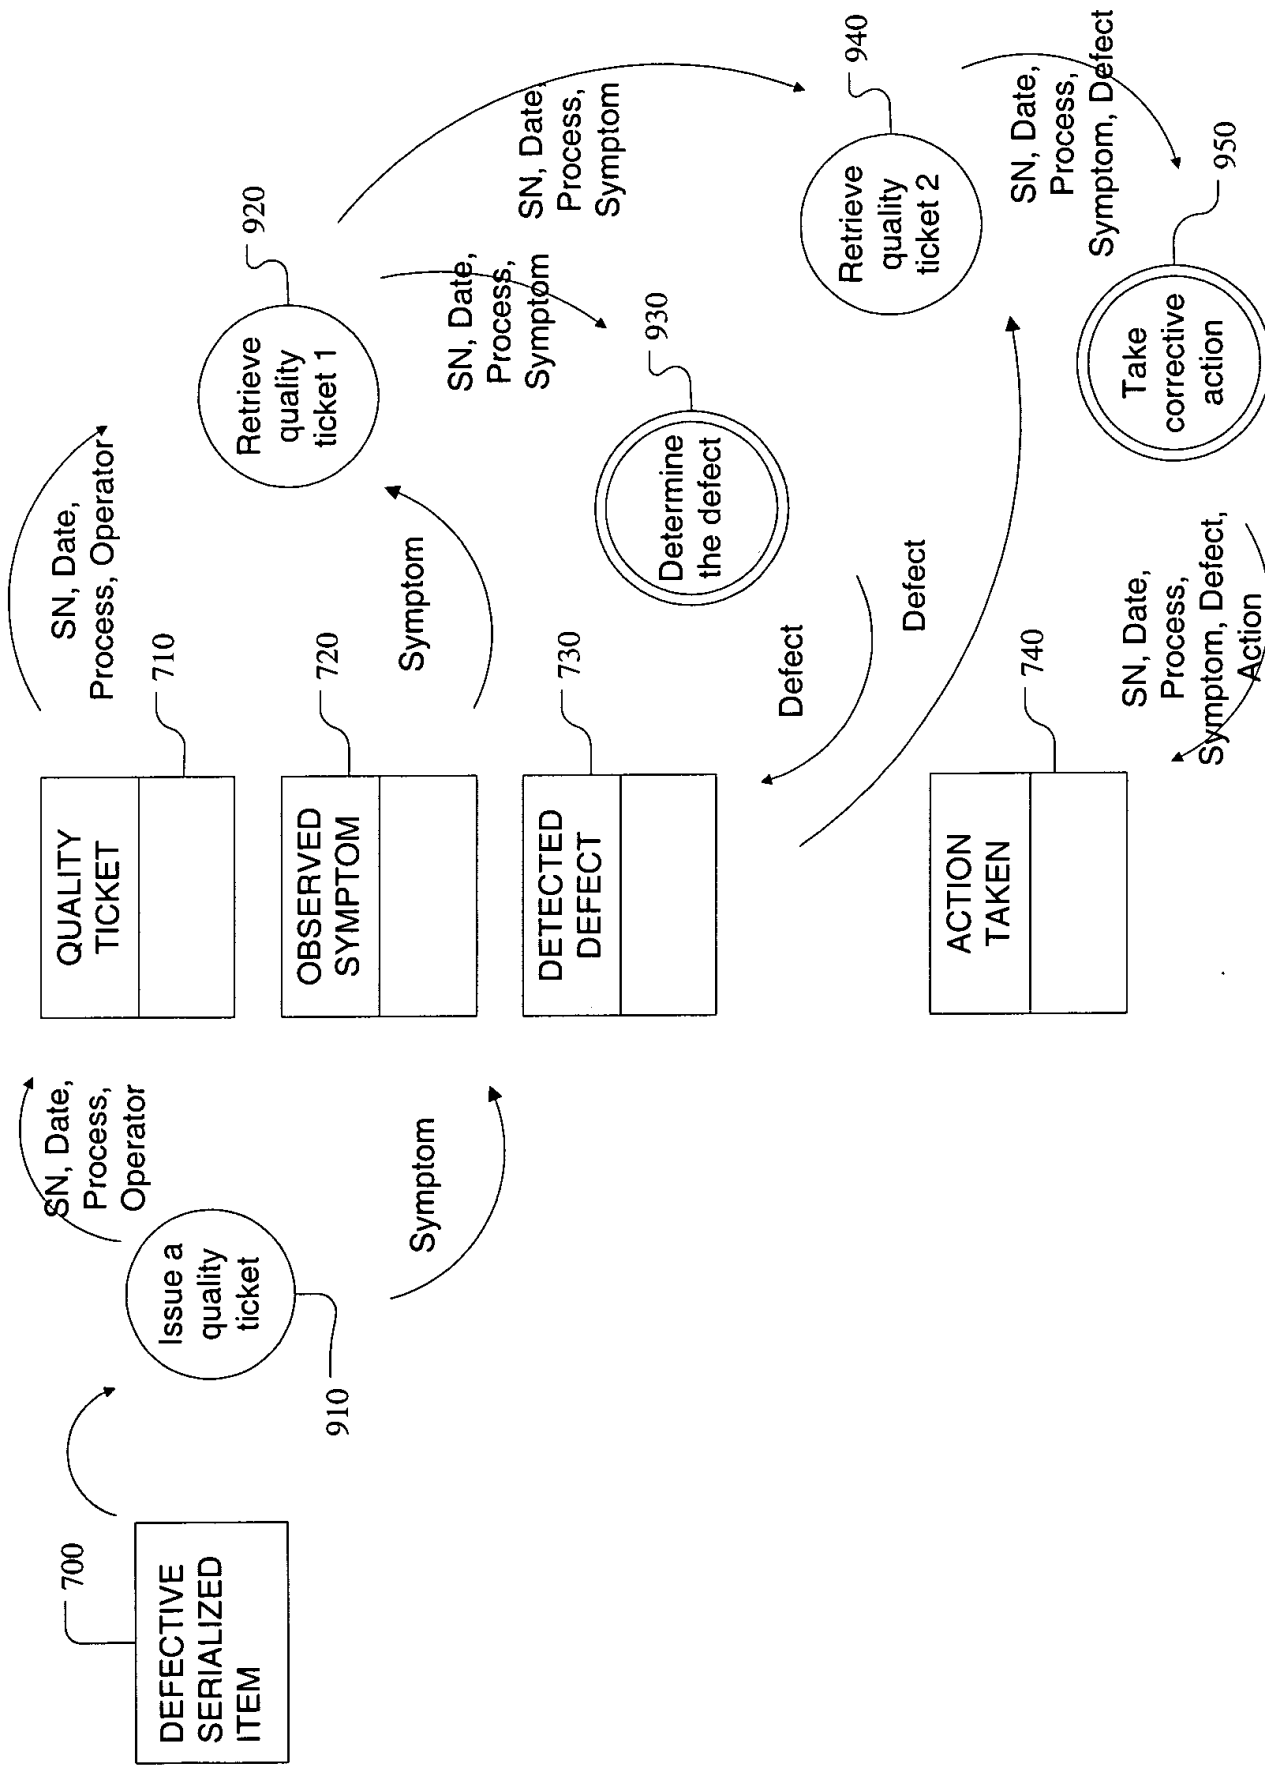 700
DEFECTIVE
SERIALIZED
ITEM
910
Issue a
quality
ticket
SN, Date,
Process,
Operator
Symptom
QUALITY
TICKET
710
OBSERVED
SYMPTOM
720
DETECTED
DEFECT
730
ACTION
TAKEN
740
SN, Date,
Process, Operator
Symptom
Retrieve
quality
ticket 1
920
SN, Date,
Process,
Symptom
SN, Date,
Process,
Symptom
Determine
the defect
930
Defect
Defect
Retrieve
quality
ticket 2
940
SN, Date,
Process,
Symptom, Defect
Take
corrective
action
950
SN, Date,
Process,
Symptom, Defect,
Action